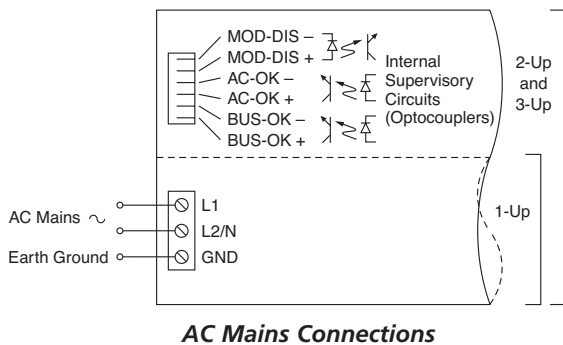 MOD-DIS –
MOD-DIS +
AC-OK –
AC-OK +
BUS-OK –
BUS-OK +
Internal
Supervisory
Circuits
(Optocouplers)
2-Up
and
3-Up
1-Up
AC Mains ~
L1
L2/N
Earth Ground
GND
AC Mains Connections